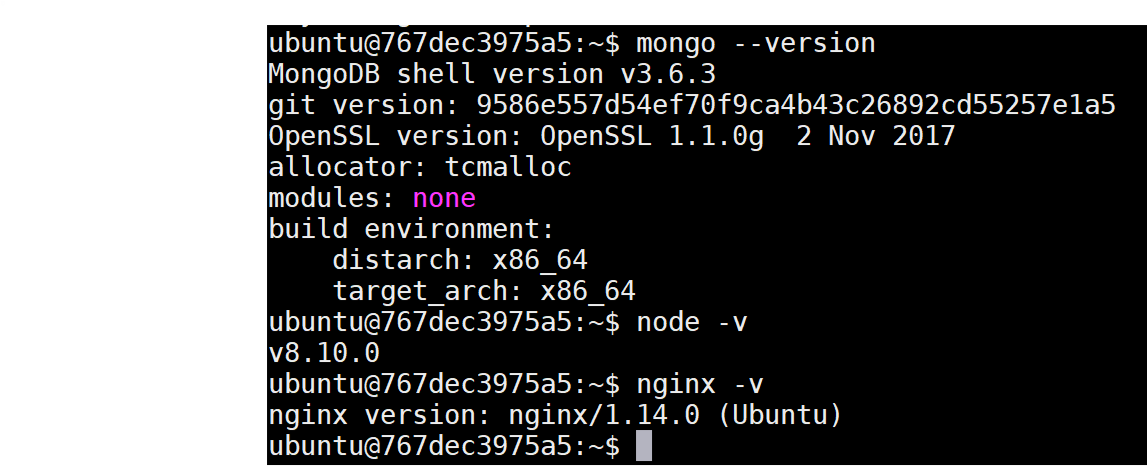 ubuntu@767dec3975a5:~$ mongo --version
MongoDB shell version v3.6.3
git version: 9586e557d54ef70f9ca4b43c26892cd55257e1a5
OpenSSL version: OpenSSL 1.1.0g  2 Nov 2017
allocator: tcmalloc
modules: none
build environment:
    distarch: x86_64
    target_arch: x86_64
ubuntu@767dec3975a5:~$ node -v
v8.10.0
ubuntu@767dec3975a5:~$ nginx -v
nginx version: nginx/1.14.0 (Ubuntu)
ubuntu@767dec3975a5:~$